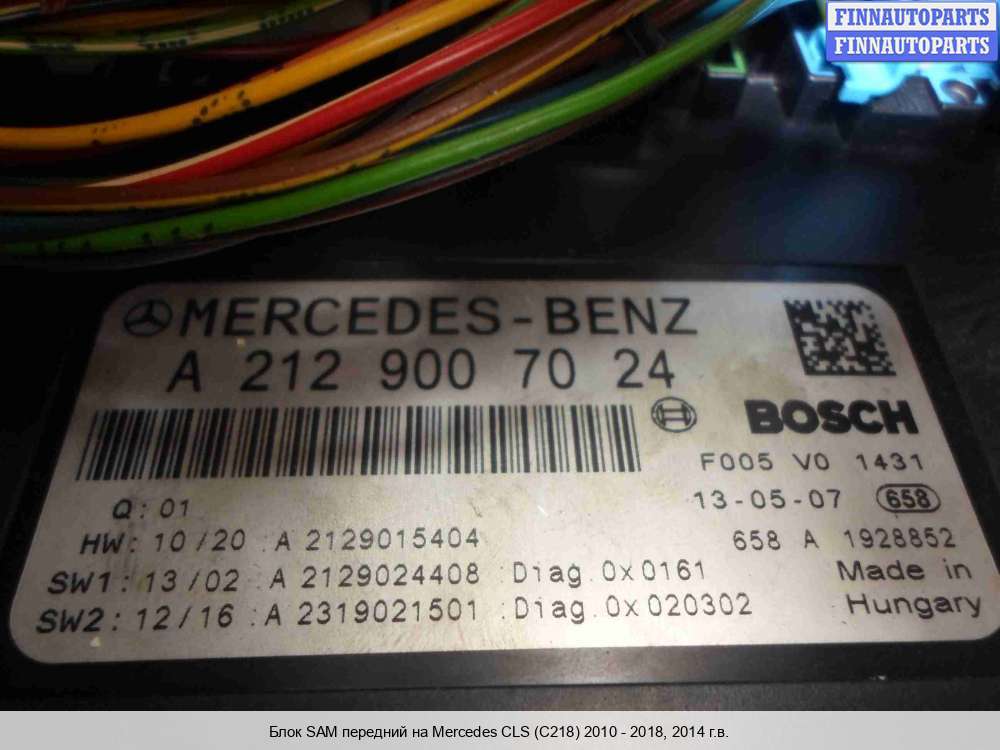 FINNAUTOPARTS
FINNAUTOPARTS
MERCEDES-BENZ
A 212 900 70 24
BOSCH
F005 V0 1431
Q: 01
13-05-07 658
HW: 10/20 A 2129015404
658 A 1928852
SW1: 13/02 A 2129024408 Diag.0x0161
Made in
SW2: 12/16 A 2319021501 Diag.0x020302
Hungary
Блок SAM передний на Mercedes CLS (C218) 2010 - 2018, 2014 г.в.